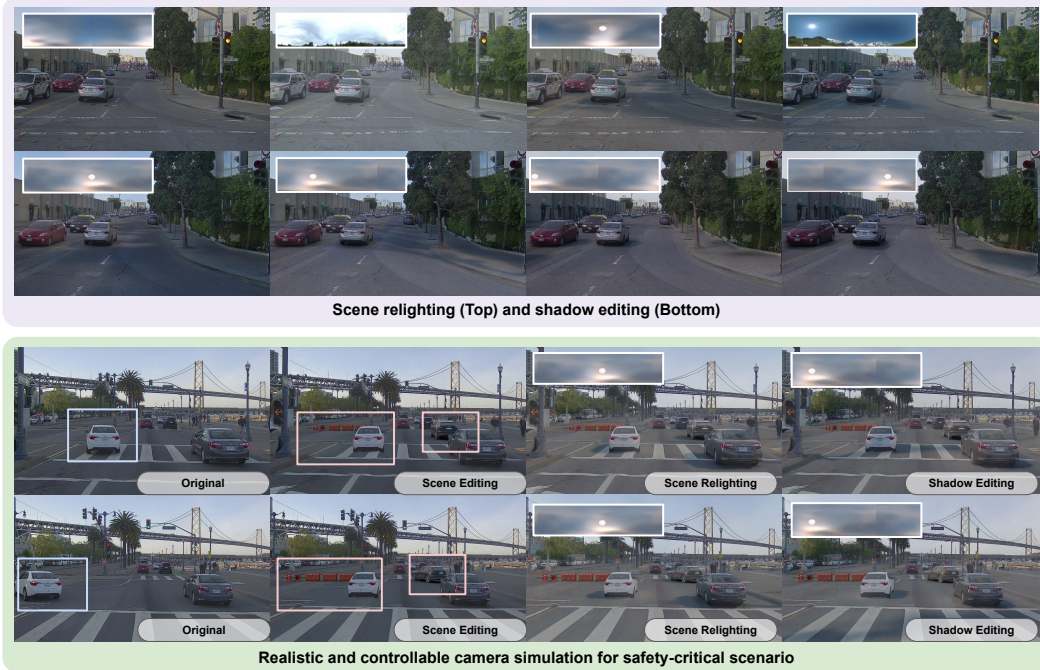 Scene relighting (Top) and shadow editing (Bottom)
Original
Scene Editing
Scene Relighting
Shadow Editing
Original
Scene Editing
Scene Relighting
Shadow Editing
Realistic and controllable camera simulation for safety-critical scenario